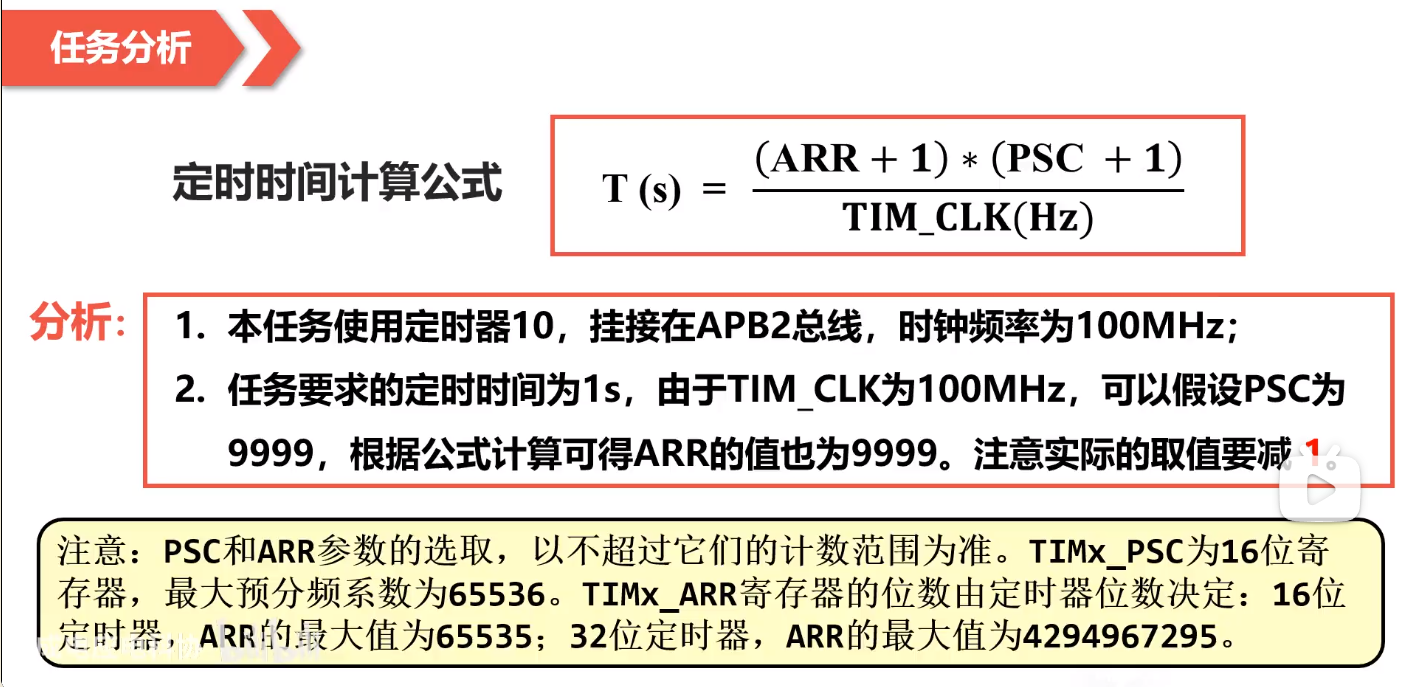 任务分析
定时时间计算公式
T (s) = (ARR + 1) * (PSC + 1) / TIM_CLK(Hz)
分析：
1. 本任务使用定时器10，挂接在APB2总线，时钟频率为100MHz；
2. 任务要求的定时时间为1s，由于TIM_CLK为100MHz，可以假设PSC为
9999，根据公式计算可得ARR的值也为9999。注意实际的取值要减1
注意：PSC和ARR参数的选取，以不超过它们的计数范围为准。TIMx_PSC为16位寄
存器，最大预分频系数为65536。TIMx_ARR寄存器的位数由定时器位数决定：16位
定时器，ARR的最大值为65535；32位定时器，ARR的最大值为4294967295。